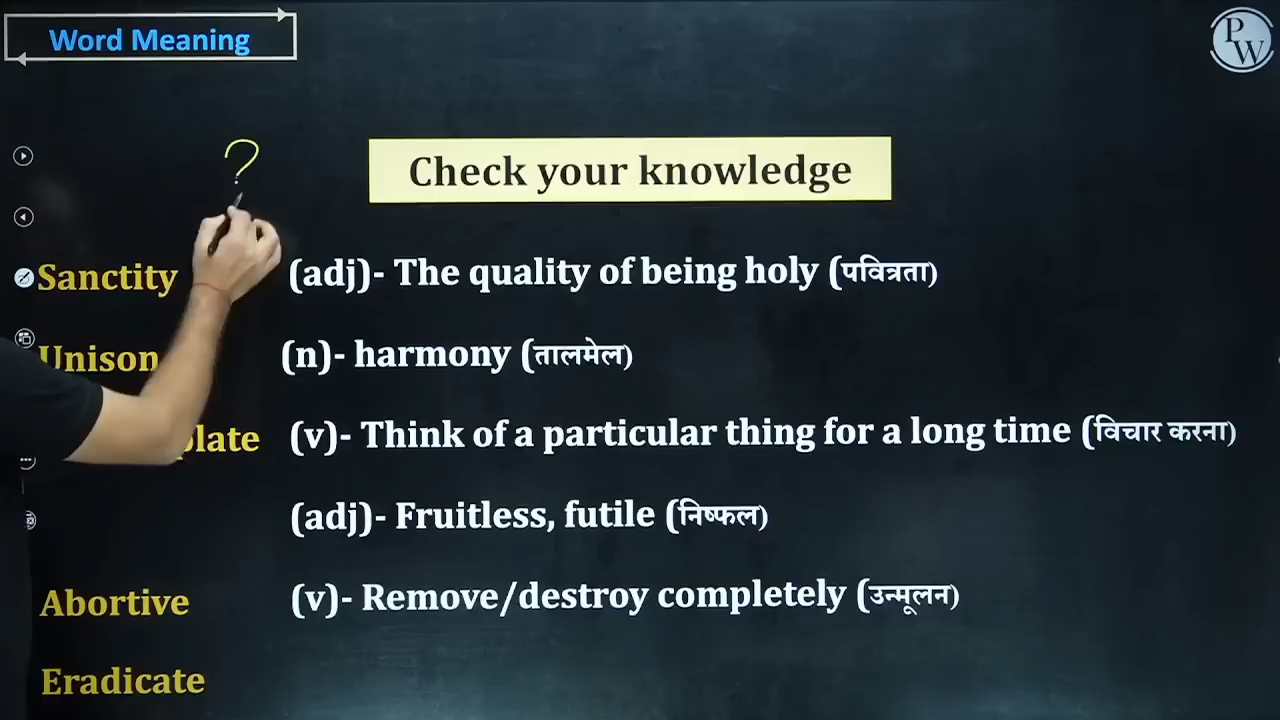 Word Meaning
PW
?
Check your knowledge
Sanctity (adj)- The quality of being holy (पवित्रता)
Unison (n)- harmony (तालमेल)
plate (v)- Think of a particular thing for a long time (विचार करना)
(adj)- Fruitless, futile (निष्फल)
Abortive (v)- Remove/destroy completely (उन्मूलन)
Eradicate